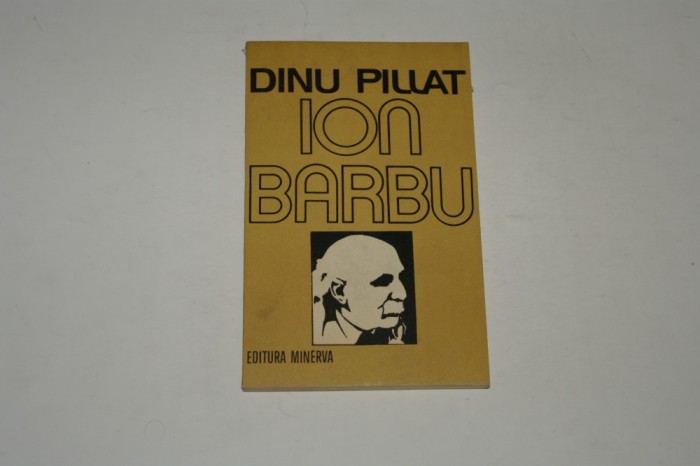 DINU PILLAT
ION
BARBU
EDITURA MINERVA